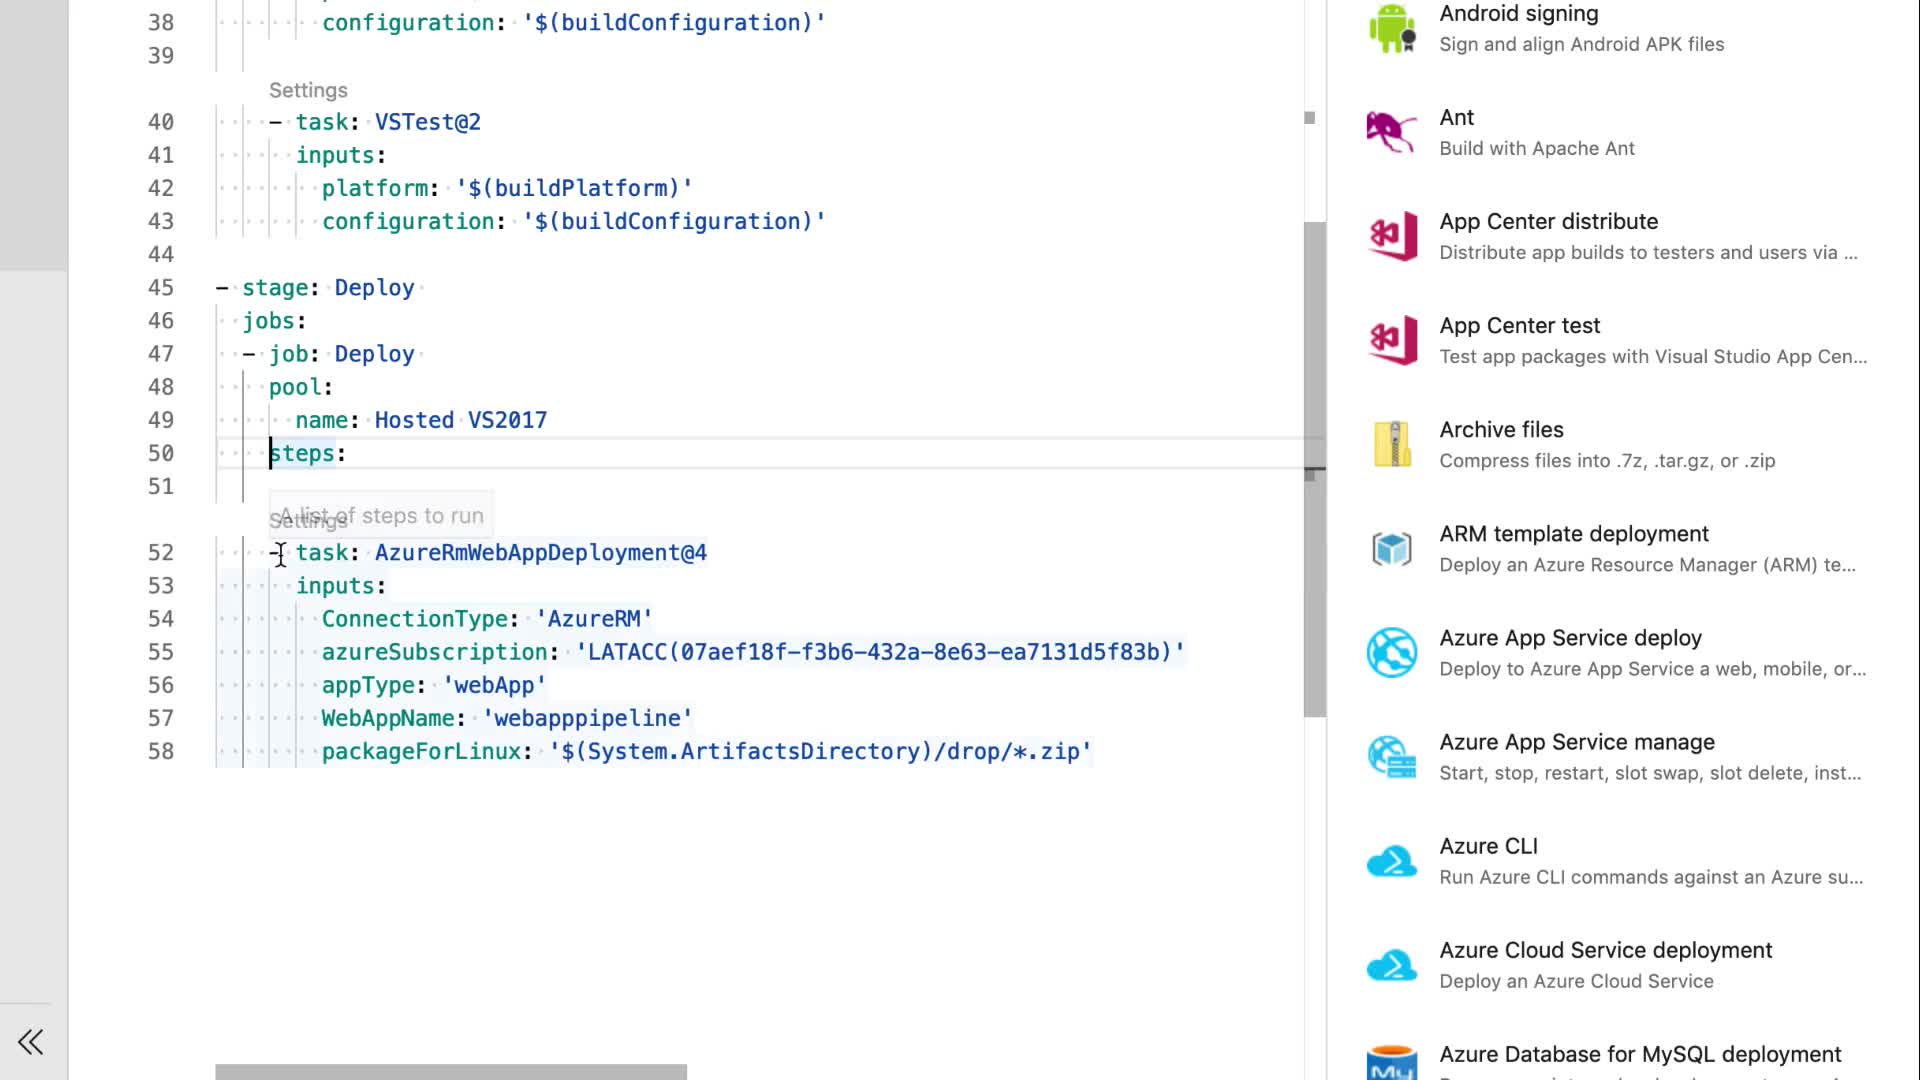 38 configuration: '$(buildConfiguration)'
39
Settings
40 - task: VSTest@2
41 inputs:
42 platform: '$(buildPlatform)'
43 configuration: '$(buildConfiguration)'
44
45 - stage: Deploy
46 jobs:
47 - job: Deploy
48 pool:
49 name: Hosted VS2017
50 steps:
51
A list of steps to run
Settings
52 - task: AzureRmWebAppDeployment@4
53 inputs:
54 ConnectionType: 'AzureRM'
55 azureSubscription: 'LATACC(07aef18f-f3b6-432a-8e63-ea7131d5f83b)'
56 appType: 'webApp'
57 WebAppName: 'webapppipeline'
58 packageForLinux: '$(System.ArtifactsDirectory)/drop/*.zip'
Android signing
Sign and align Android APK files
Ant
Build with Apache Ant
App Center distribute
Distribute app builds to testers and users via ...
App Center test
Test app packages with Visual Studio App Cen...
Archive files
Compress files into .7z, .tar.gz, or .zip
ARM template deployment
Deploy an Azure Resource Manager (ARM) te...
Azure App Service deploy
Deploy to Azure App Service a web, mobile, or...
Azure App Service manage
Start, stop, restart, slot swap, slot delete, inst...
Azure CLI
Run Azure CLI commands against an Azure su...
Azure Cloud Service deployment
Deploy an Azure Cloud Service
Azure Database for MySQL deployment
My